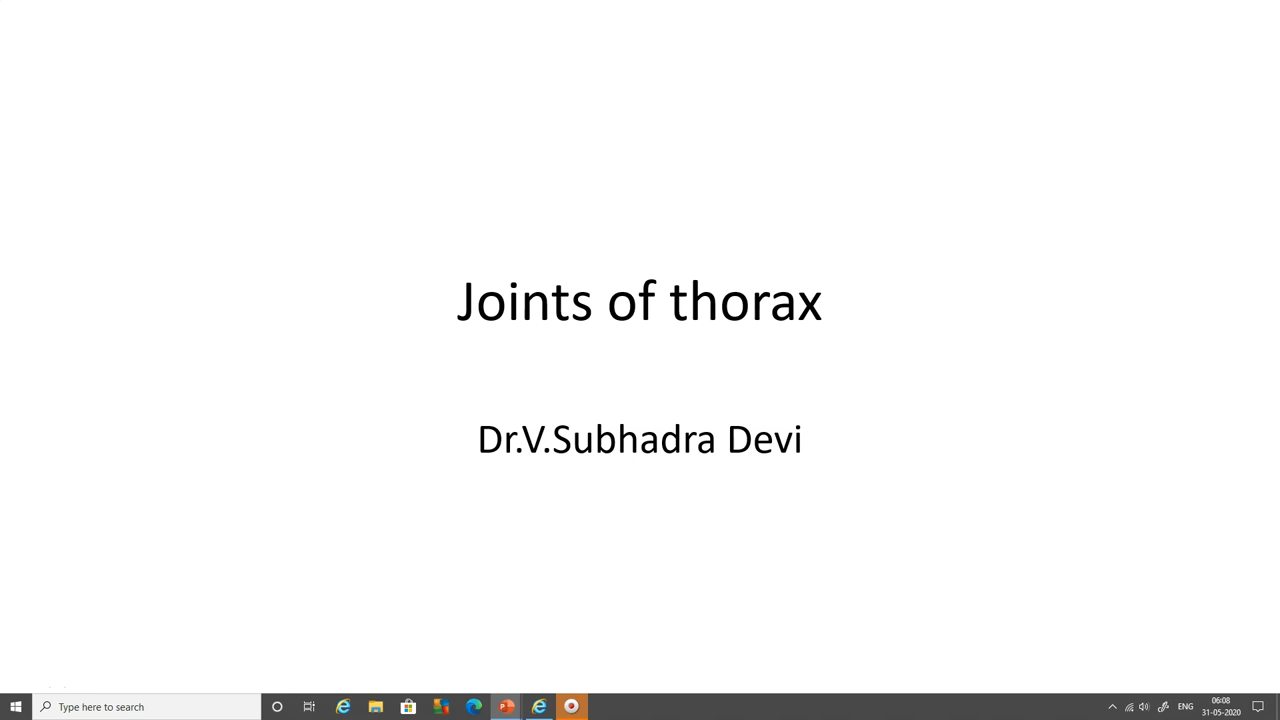 Joints of thorax
Dr.V.Subhadra Devi
Type here to search
ENG
06:08
31-05-2020